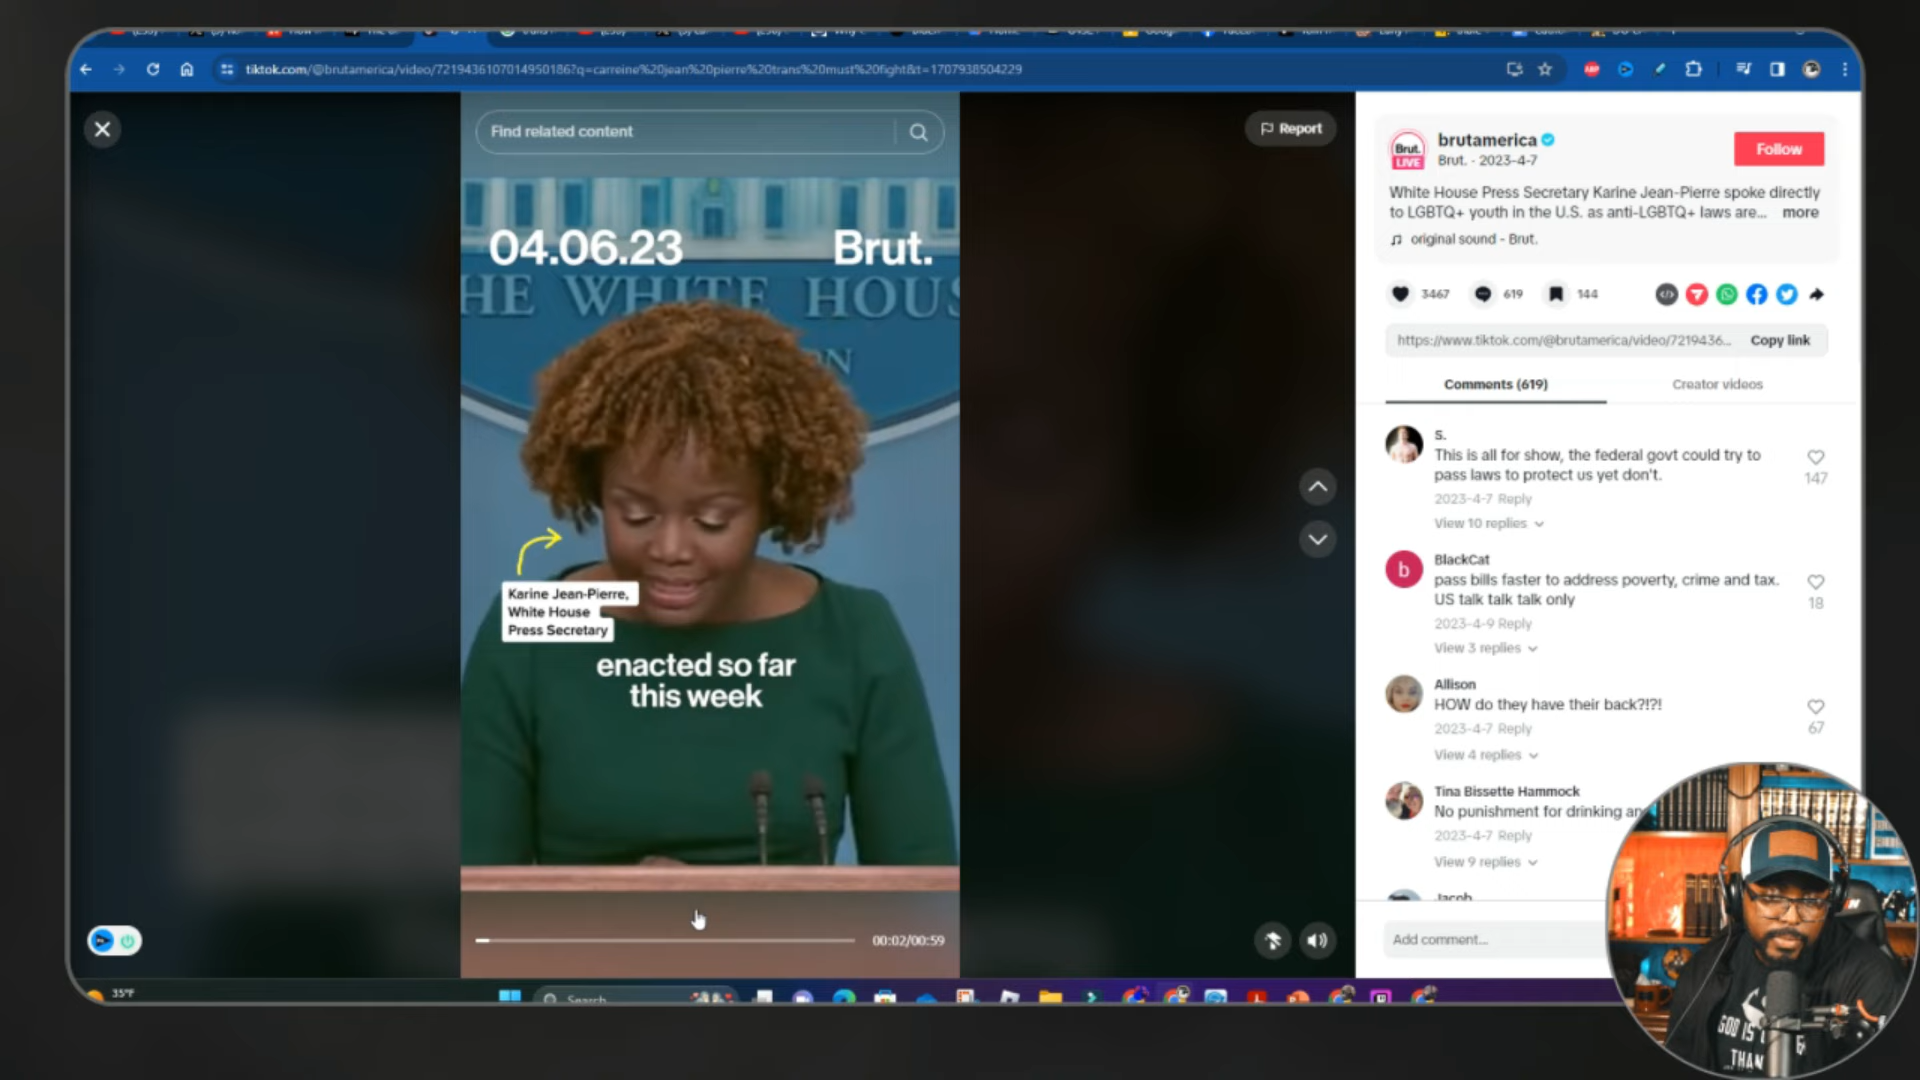 tiktok.com/@brutamerica/video/7219436107014950186?q=carreine%20jean%20pierre%20trans%20must%20fight&t=1707938504229
Find related content
Report
04.06.23
Brut.
THE WHITE HOUS
ON
Karine Jean-Pierre,
White House
Press Secretary
enacted so far
this week
00:02/00:59
Brut.
LIVE
brutamerica
Brut. · 2023-4-7
Follow
White House Press Secretary Karine Jean-Pierre spoke directly
to LGBTQ+ youth in the U.S. as anti-LGBTQ+ laws are... more
original sound - Brut.
3467
619
144
https://www.tiktok.com/@brutamerica/video/7219436...
Copy link
Comments (619)
Creator videos
S.
This is all for show, the federal govt could try to
pass laws to protect us yet don't.
147
2023-4-7 Reply
View 10 replies
b
BlackCat
pass bills faster to address poverty, crime and tax.
US talk talk talk only
18
2023-4-9 Reply
View 3 replies
Allison
HOW do they have their back?!?!
67
2023-4-7 Reply
View 4 replies
Tina Bissette Hammock
No punishment for drinking an
2023-4-7 Reply
View 9 replies
Jacob
Add comment...
35°F
Search
GOD IS
THAN